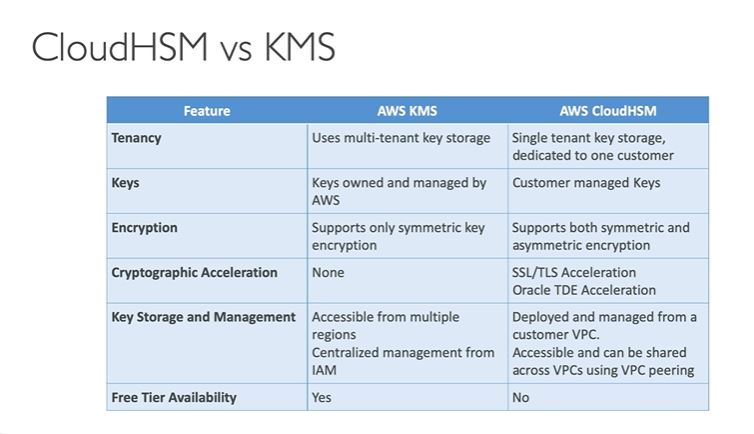 CloudHSM vs KMS
Feature AWS KMS AWS CloudHSM
Tenancy Uses multi-tenant key storage Single tenant key storage,
dedicated to one customer
Keys Keys owned and managed by Customer managed Keys
AWS
Encryption Supports only symmetric key Supports both symmetric and
encryption asymmetric encryption
Cryptographic Acceleration None SSL/TLS Acceleration
Oracle TDE Acceleration
Key Storage and Management Accessible from multiple Deployed and managed from a
regions customer VPC.
Centralized management from Accessible and can be shared
IAM across VPCs using VPC peering
Free Tier Availability Yes No